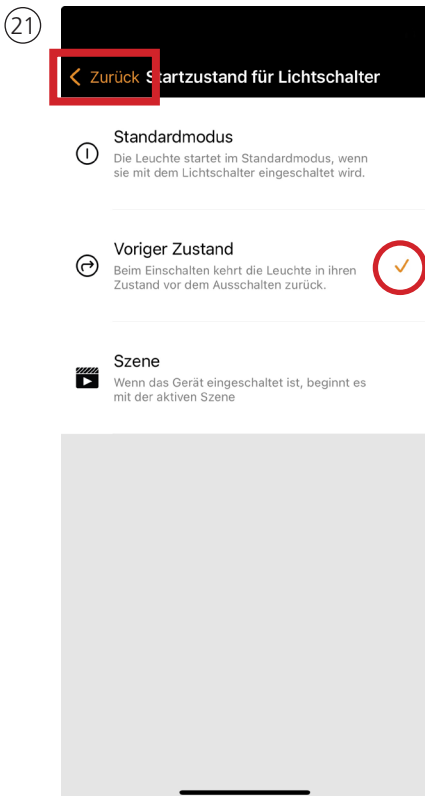 21
Zurück Startzustand für Lichtschalter
Standardmodus
Die Leuchte startet im Standardmodus, wenn
sie mit dem Lichtschalter eingeschaltet wird.
Voriger Zustand
Beim Einschalten kehrt die Leuchte in ihren
Zustand vor dem Ausschalten zurück.
Szene
Wenn das Gerät eingeschaltet ist, beginnt es
mit der aktiven Szene